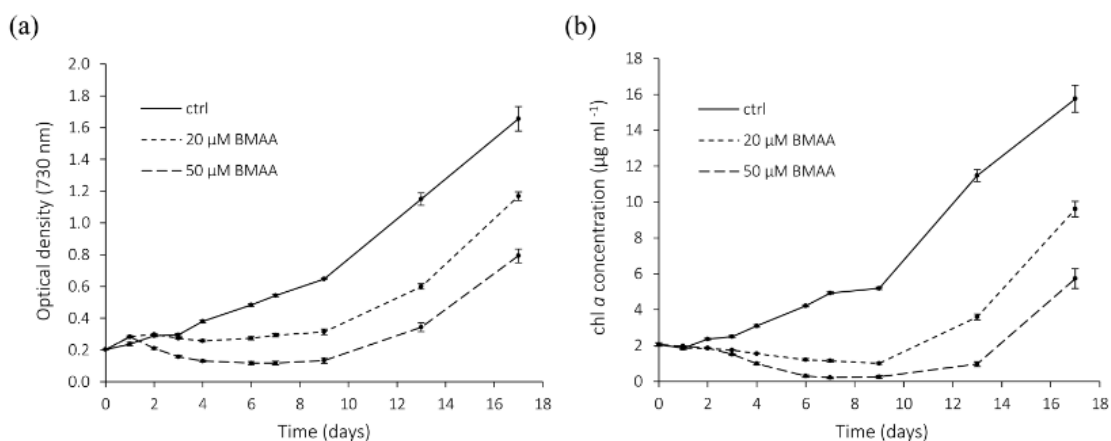 (a)
2.0
1.8
1.6
1.4
1.2
1.0
0.8
0.6
0.4
0.2
0.0
Optical density (730 nm)
ctrl
20 µM BMAA
50 µM BMAA
0 2 4 6 8 10 12 14 16 18
Time (days)
(b)
18
16
14
12
10
8
6
4
2
0
chl a concentration (µg ml -1)
ctrl
20 µM BMAA
50 µM BMAA
0 2 4 6 8 10 12 14 16 18
Time (days)